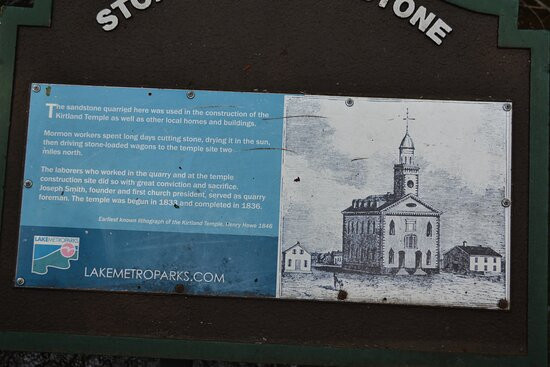 STO
STONE
The sandstone quarried here was used in the construction of the
Kirtland Temple as well as other local homes and buildings.
Mormon workers spent long days cutting stone, drying it in the sun,
then driving stone-loaded wagons to the temple site two
miles north.
The laborers who worked in the quarry and at the temple
construction site did so with great conviction and sacrifice.
Joseph Smith, founder and first church president, served as quarry
foreman. The temple was begun in 1833 and completed in 1836.
Earliest known lithograph of the Kirtland Temple, Henry Howe 1846
LAKEMETROPARKS
LAKEMETROPARKS.COM